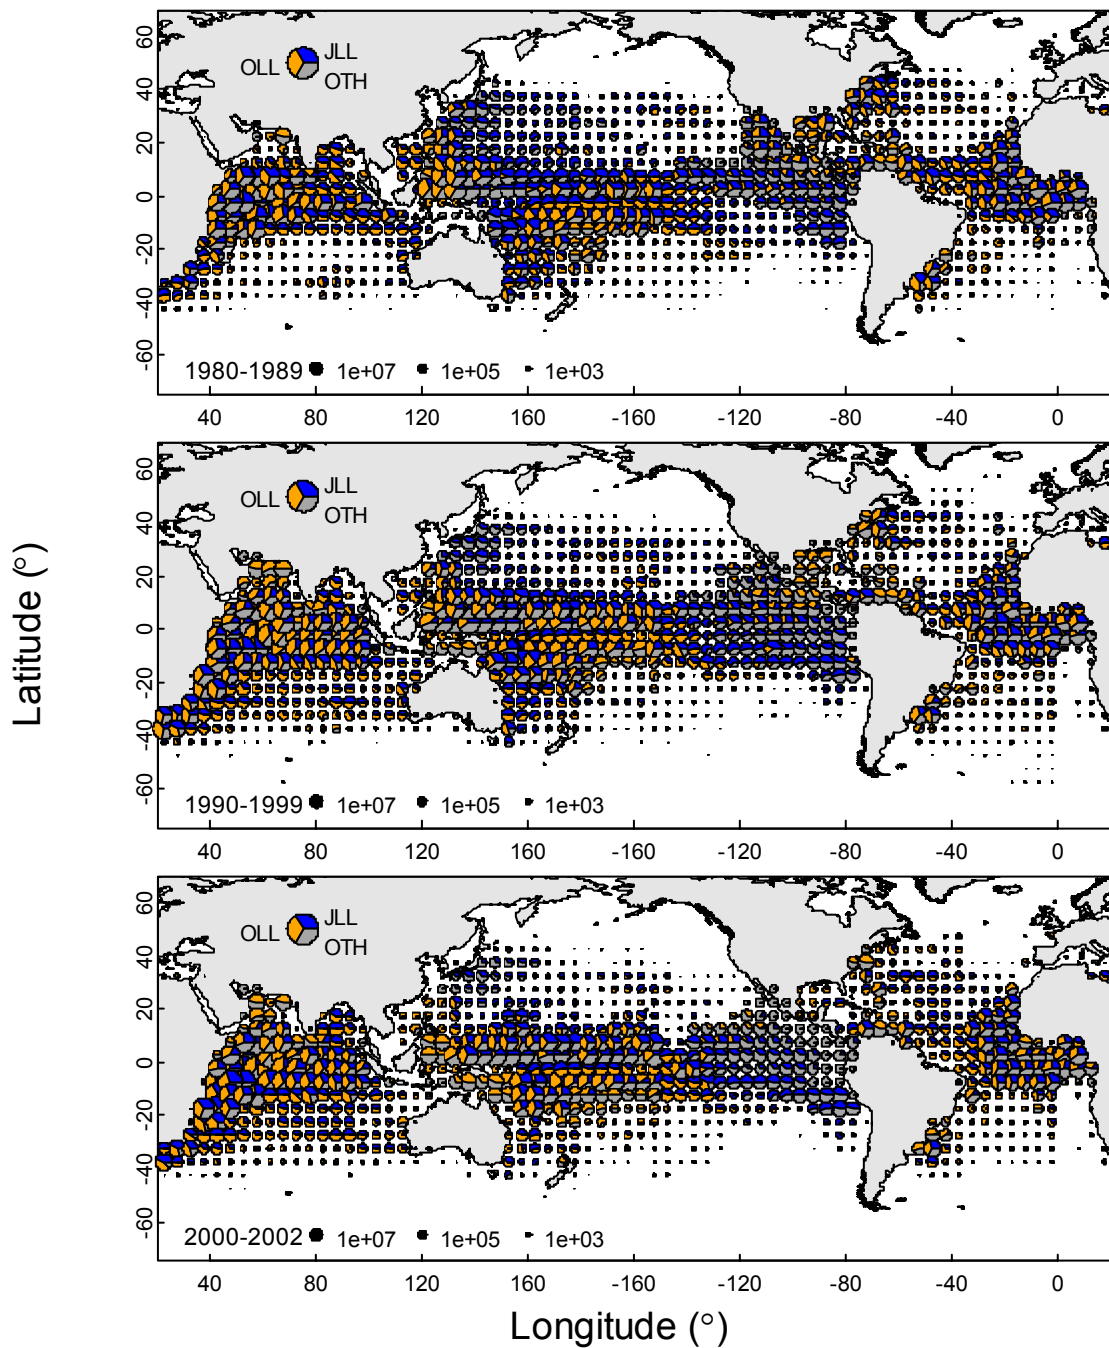 60
40
20
0
-20
-40
-60
OLL JLL
OTH
1980-1989 1e+07 1e+05 1e+03
40 80 120 160 -160 -120 -80 -40 0
60
40
20
0
-20
-40
-60
OLL JLL
OTH
1990-1999 1e+07 1e+05 1e+03
40 80 120 160 -160 -120 -80 -40 0
60
40
20
0
-20
-40
-60
OLL JLL
OTH
2000-2002 1e+07 1e+05 1e+03
40 80 120 160 -160 -120 -80 -40 0
Latitude (°)
Longitude (°)